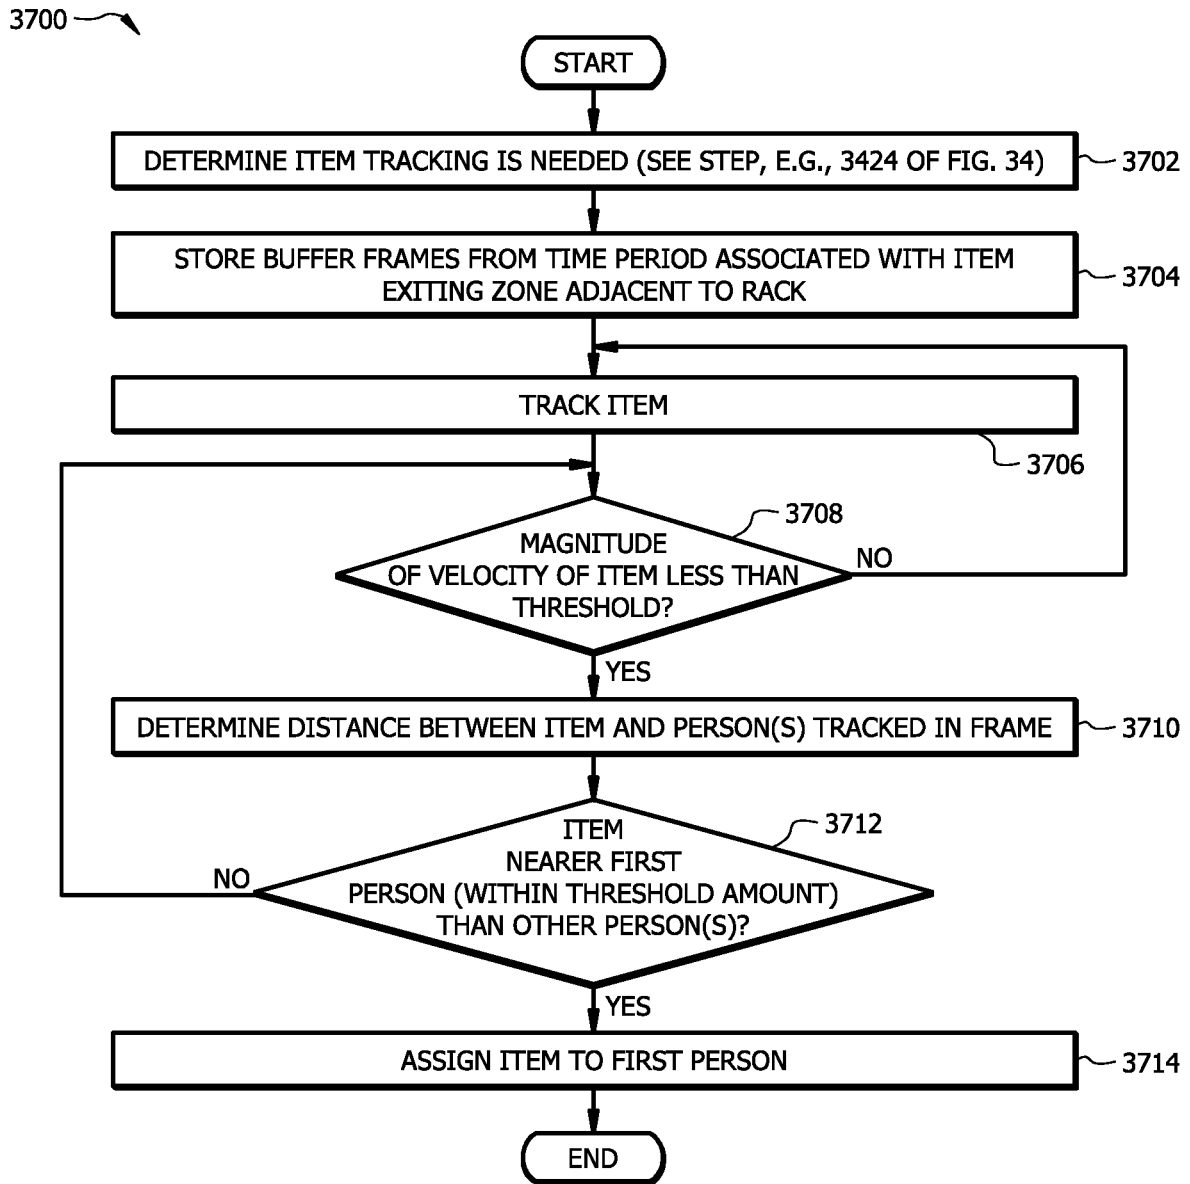 3700
START
DETERMINE ITEM TRACKING IS NEEDED (SEE STEP, E.G., 3424 OF FIG. 34)
3702
STORE BUFFER FRAMES FROM TIME PERIOD ASSOCIATED WITH ITEM
EXITING ZONE ADJACENT TO RACK
3704
TRACK ITEM
3706
3708
MAGNITUDE
OF VELOCITY OF ITEM LESS THAN
THRESHOLD?
NO
YES
DETERMINE DISTANCE BETWEEN ITEM AND PERSON(S) TRACKED IN FRAME
3710
3712
ITEM
NEARER FIRST
PERSON (WITHIN THRESHOLD AMOUNT)
THAN OTHER PERSON(S)?
NO
YES
ASSIGN ITEM TO FIRST PERSON
3714
END